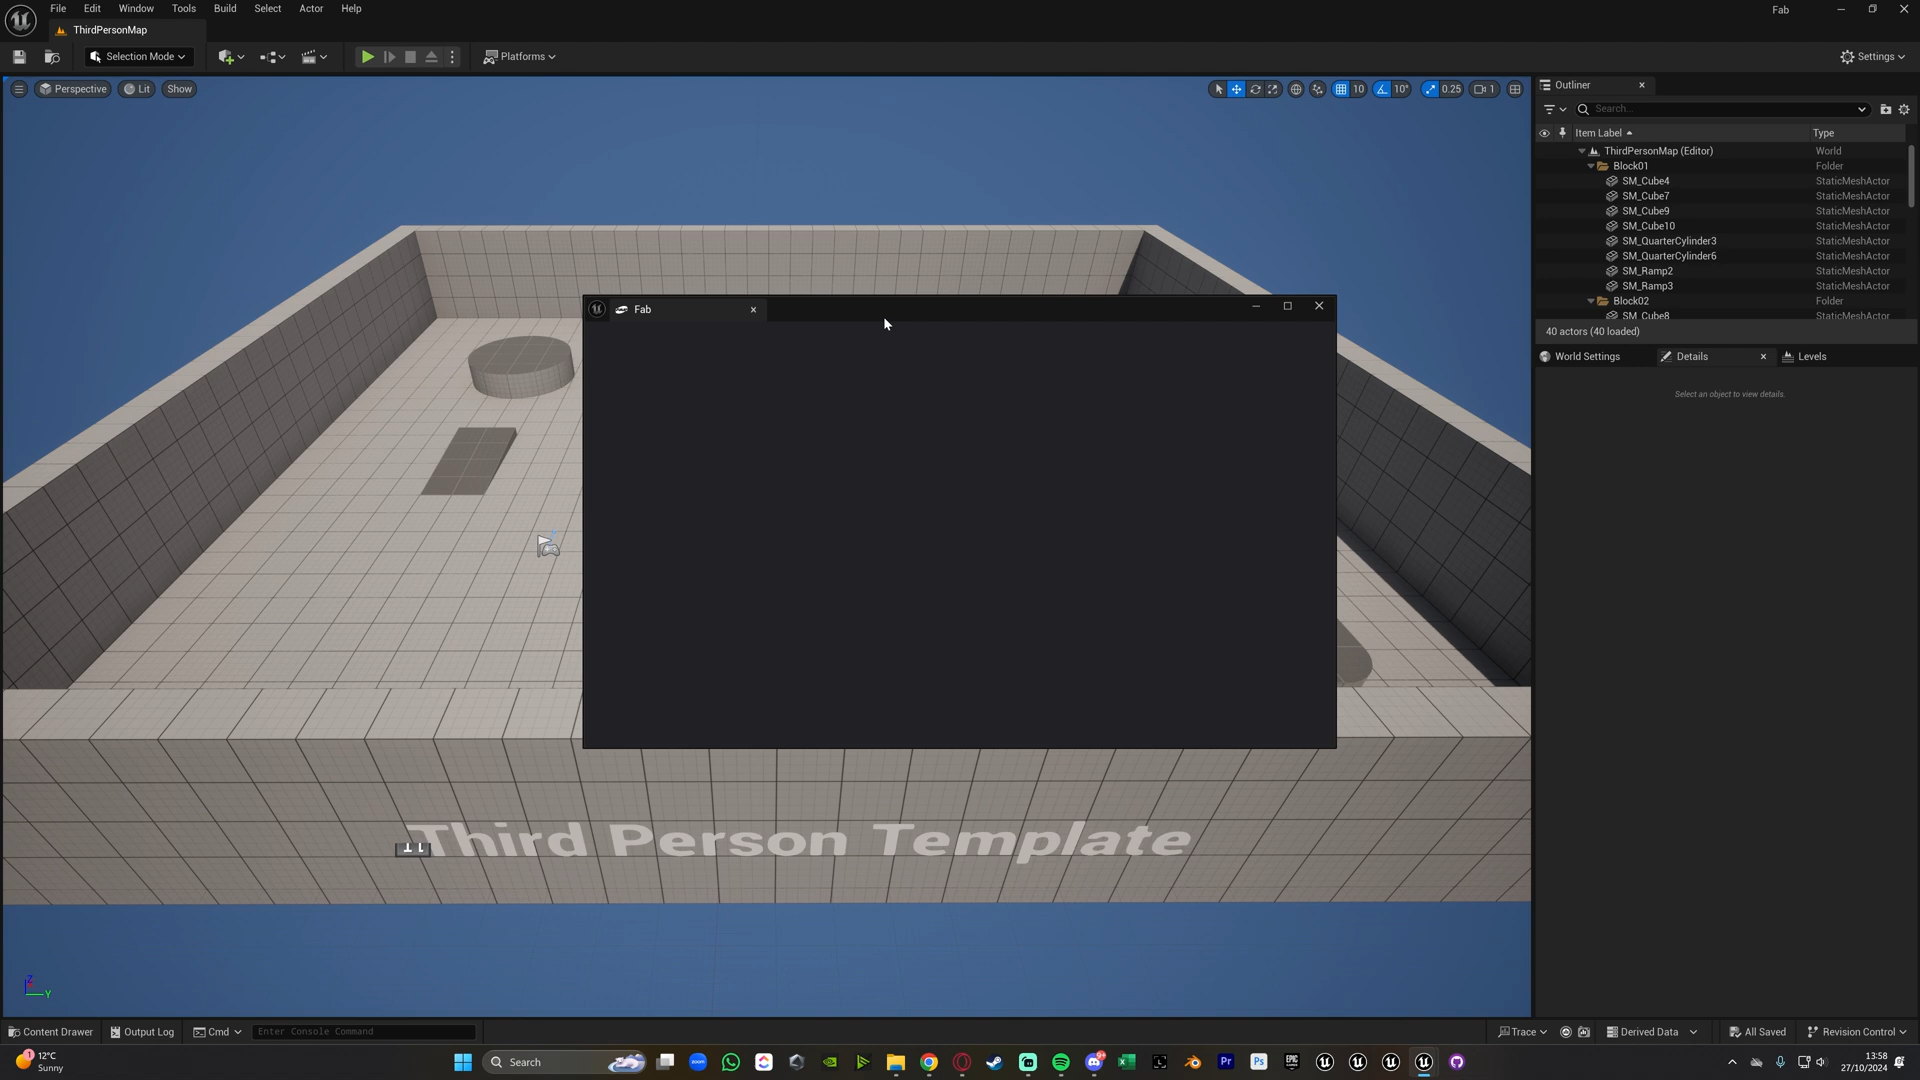 File Edit Window Tools Build Select Actor Help
Fab
ThirdPersonMap
Selection Mode
Platforms
Settings
Perspective Lit Show
10 10° 0.25 1
Outliner
Search...
Item Label Type
ThirdPersonMap (Editor) World
Block01 Folder
SM_Cube4 StaticMeshActor
SM_Cube7 StaticMeshActor
SM_Cube9 StaticMeshActor
SM_Cube10 StaticMeshActor
SM_QuarterCylinder3 StaticMeshActor
SM_QuarterCylinder6 StaticMeshActor
SM_Ramp2 StaticMeshActor
SM_Ramp3 StaticMeshActor
Block02 Folder
SM_Cube8 StaticMeshActor
40 actors (40 loaded)
World Settings Details Levels
Select an object to view details.
Fab
Third Person Template
Z
Y
Content Drawer Output Log Cmd Enter Console Command
Trace Derived Data All Saved Revision Control
1
12°C
Sunny
Search
Pr Ps
EPIC
13:58
27/10/2024